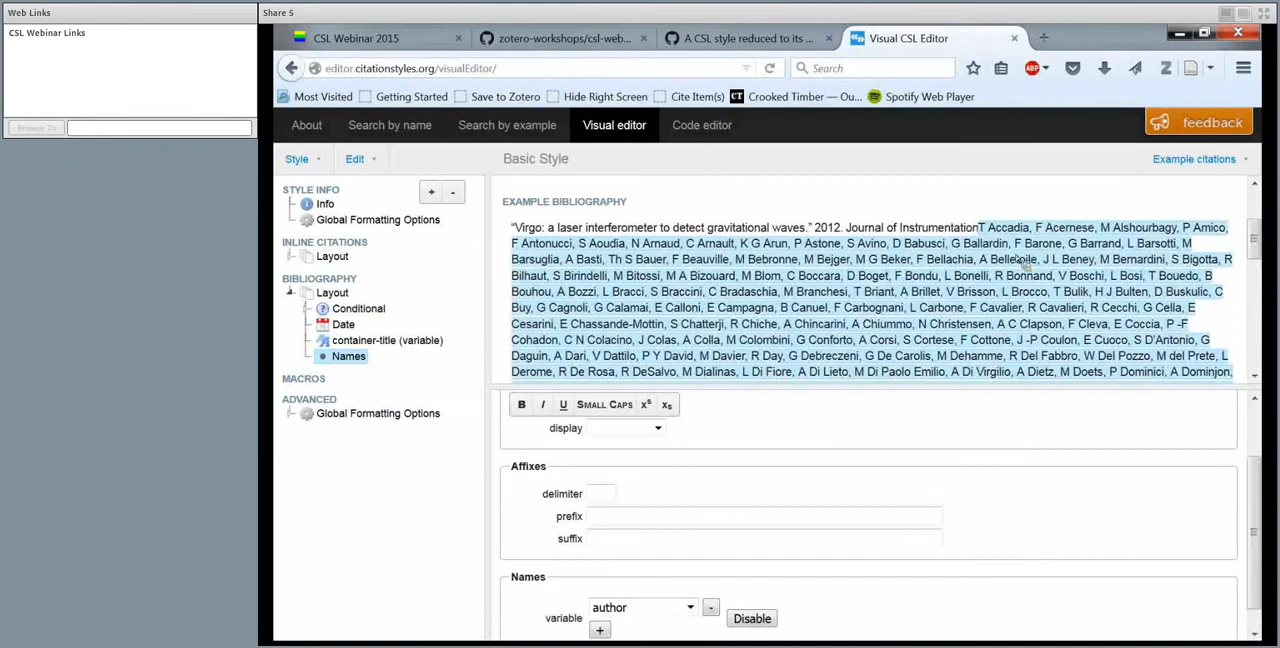 Web Links
Share 5
CSL Webinar Links
Browse To
CSL Webinar 2015
zotero-workshops/csl-web...
A CSL style reduced to its ...
Visual CSL Editor
editor.citationstyles.org/visualEditor/
Search
ABP
Z
Most Visited
Getting Started
Save to Zotero
Hide Right Screen
Cite Item(s)
CT Crooked Timber — Ou...
Spotify Web Player
About
Search by name
Search by example
Visual editor
Code editor
feedback
Style
Edit
Basic Style
Example citations
STYLE INFO
+ -
Info
Global Formatting Options
INLINE CITATIONS
Layout
BIBLIOGRAPHY
Layout
Conditional
Date
container-title (variable)
Names
MACROS
ADVANCED
Global Formatting Options
EXAMPLE BIBLIOGRAPHY
“Virgo: a laser interferometer to detect gravitational waves.” 2012. Journal of InstrumentationT Accadia, F Acernese, M Alshourbagy, P Amico,
F Antonucci, S Aoudia, N Arnaud, C Arnault, K G Arun, P Astone, S Avino, D Babusci, G Ballardin, F Barone, G Barrand, L Barsotti, M
Barsuglia, A Basti, Th S Bauer, F Beauville, M Bebronne, M Bejger, M G Beker, F Bellachia, A Belletoile, J L Beney, M Bernardini, S Bigotta, R
Bilhaut, S Birindelli, M Bitossi, M A Bizouard, M Blom, C Boccara, D Boget, F Bondu, L Bonelli, R Bonnand, V Boschi, L Bosi, T Bouedo, B
Bouhou, A Bozzi, L Bracci, S Braccini, C Bradaschia, M Branchesi, T Briant, A Brillet, V Brisson, L Brocco, T Bulik, H J Bulten, D Buskulic, C
Buy, G Cagnoli, G Calamai, E Calloni, E Campagna, B Canuel, F Carbognani, L Carbone, F Cavalier, R Cavalieri, R Cecchi, G Cella, E
Cesarini, E Chassande-Mottin, S Chatterji, R Chiche, A Chincarini, A Chiummo, N Christensen, A C Clapson, F Cleva, E Coccia, P -F
Cohadon, C N Colacino, J Colas, A Colla, M Colombini, G Conforto, A Corsi, S Cortese, F Cottone, J -P Coulon, E Cuoco, S D’Antonio, G
Daguin, A Dari, V Dattilo, P Y David, M Davier, R Day, G Debreczeni, G De Carolis, M Dehamme, R Del Fabbro, W Del Pozzo, M del Prete, L
Derome, R De Rosa, R DeSalvo, M Dialinas, L Di Fiore, A Di Lieto, M Di Paolo Emilio, A Di Virgilio, A Dietz, M Doets, P Dominici, A Dominjon,
B I U SMALL CAPS x^s x_s
display
Affixes
delimiter
prefix
suffix
Names
author
-
variable
Disable
+